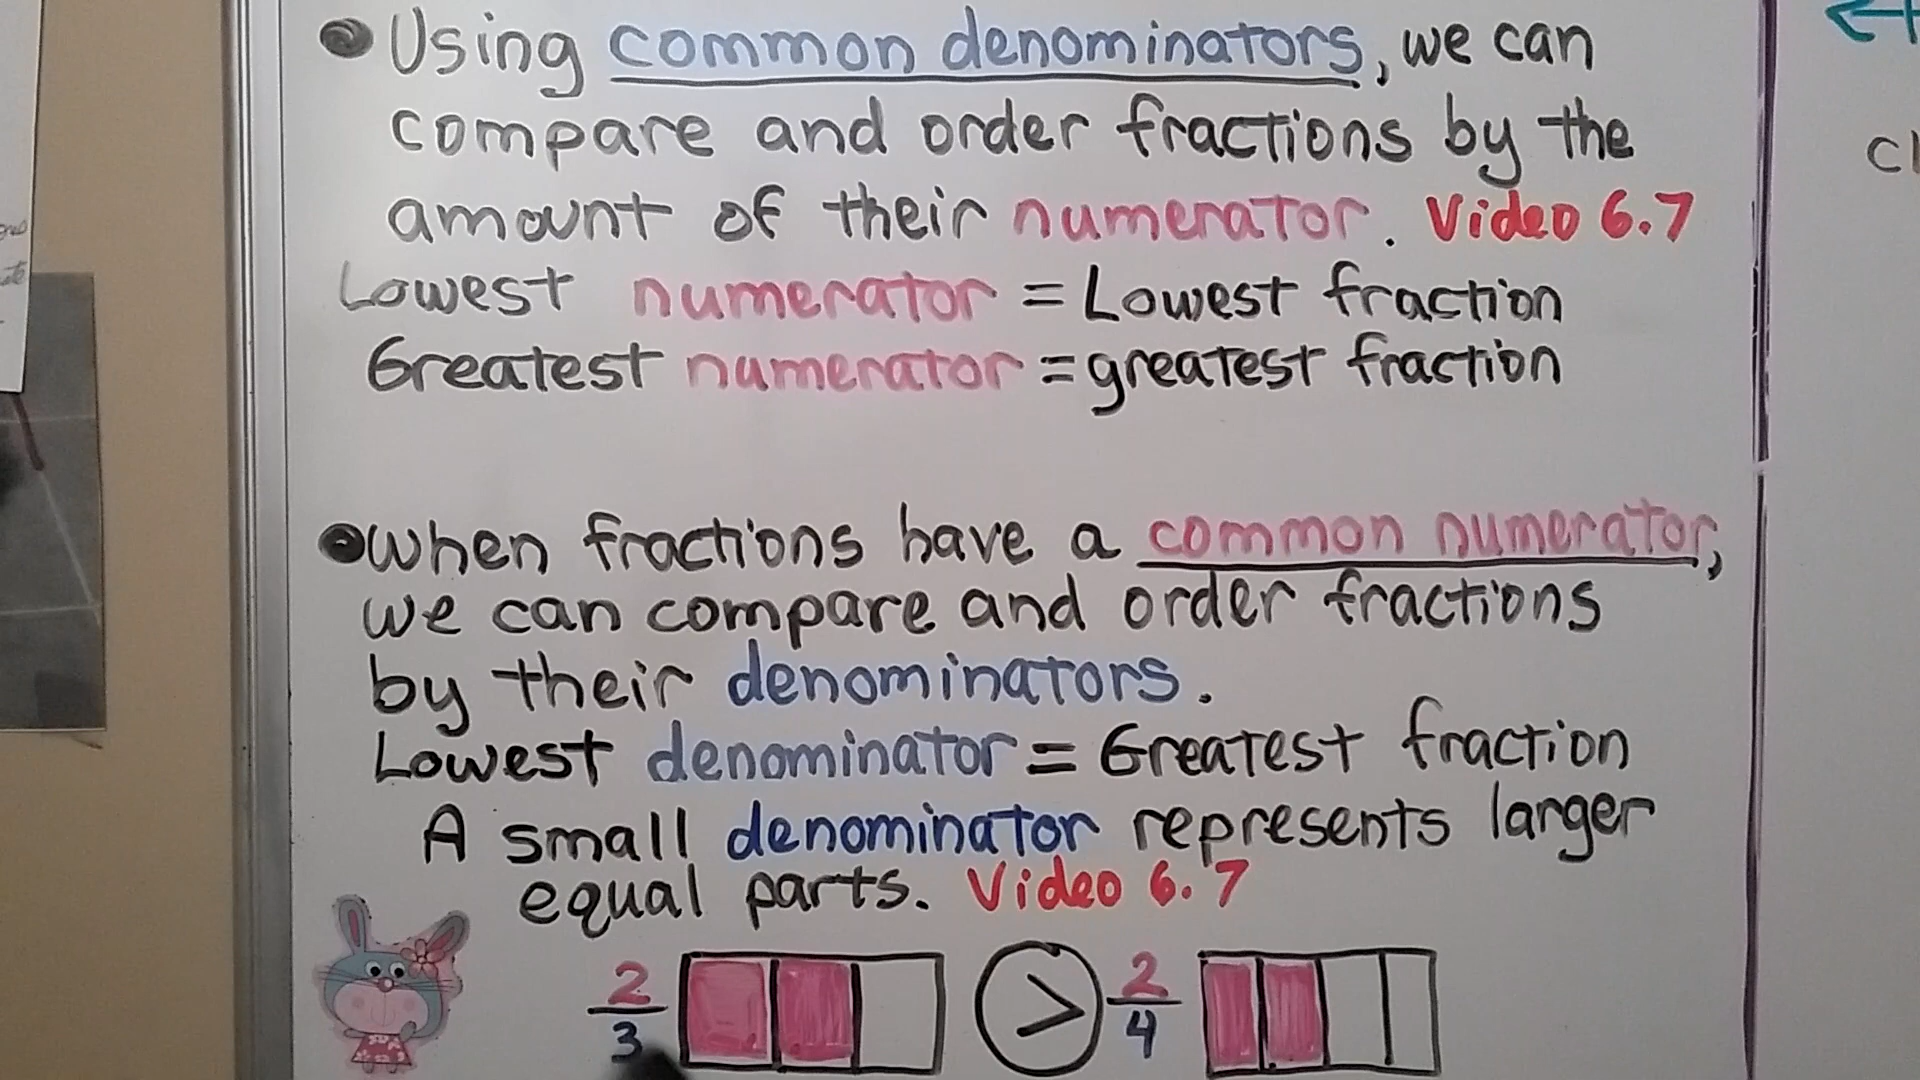 Using common denominators, we can
compare and order fractions by the
amount of their numerator. Video 6.7
Lowest numerator = Lowest fraction
Greatest numerator = greatest fraction
When fractions have a common numerator,
we can compare and order fractions
by their denominators.
Lowest denominator = Greatest fraction
A small denominator represents larger
equal parts. Video 6.7
2 > 2
3 4